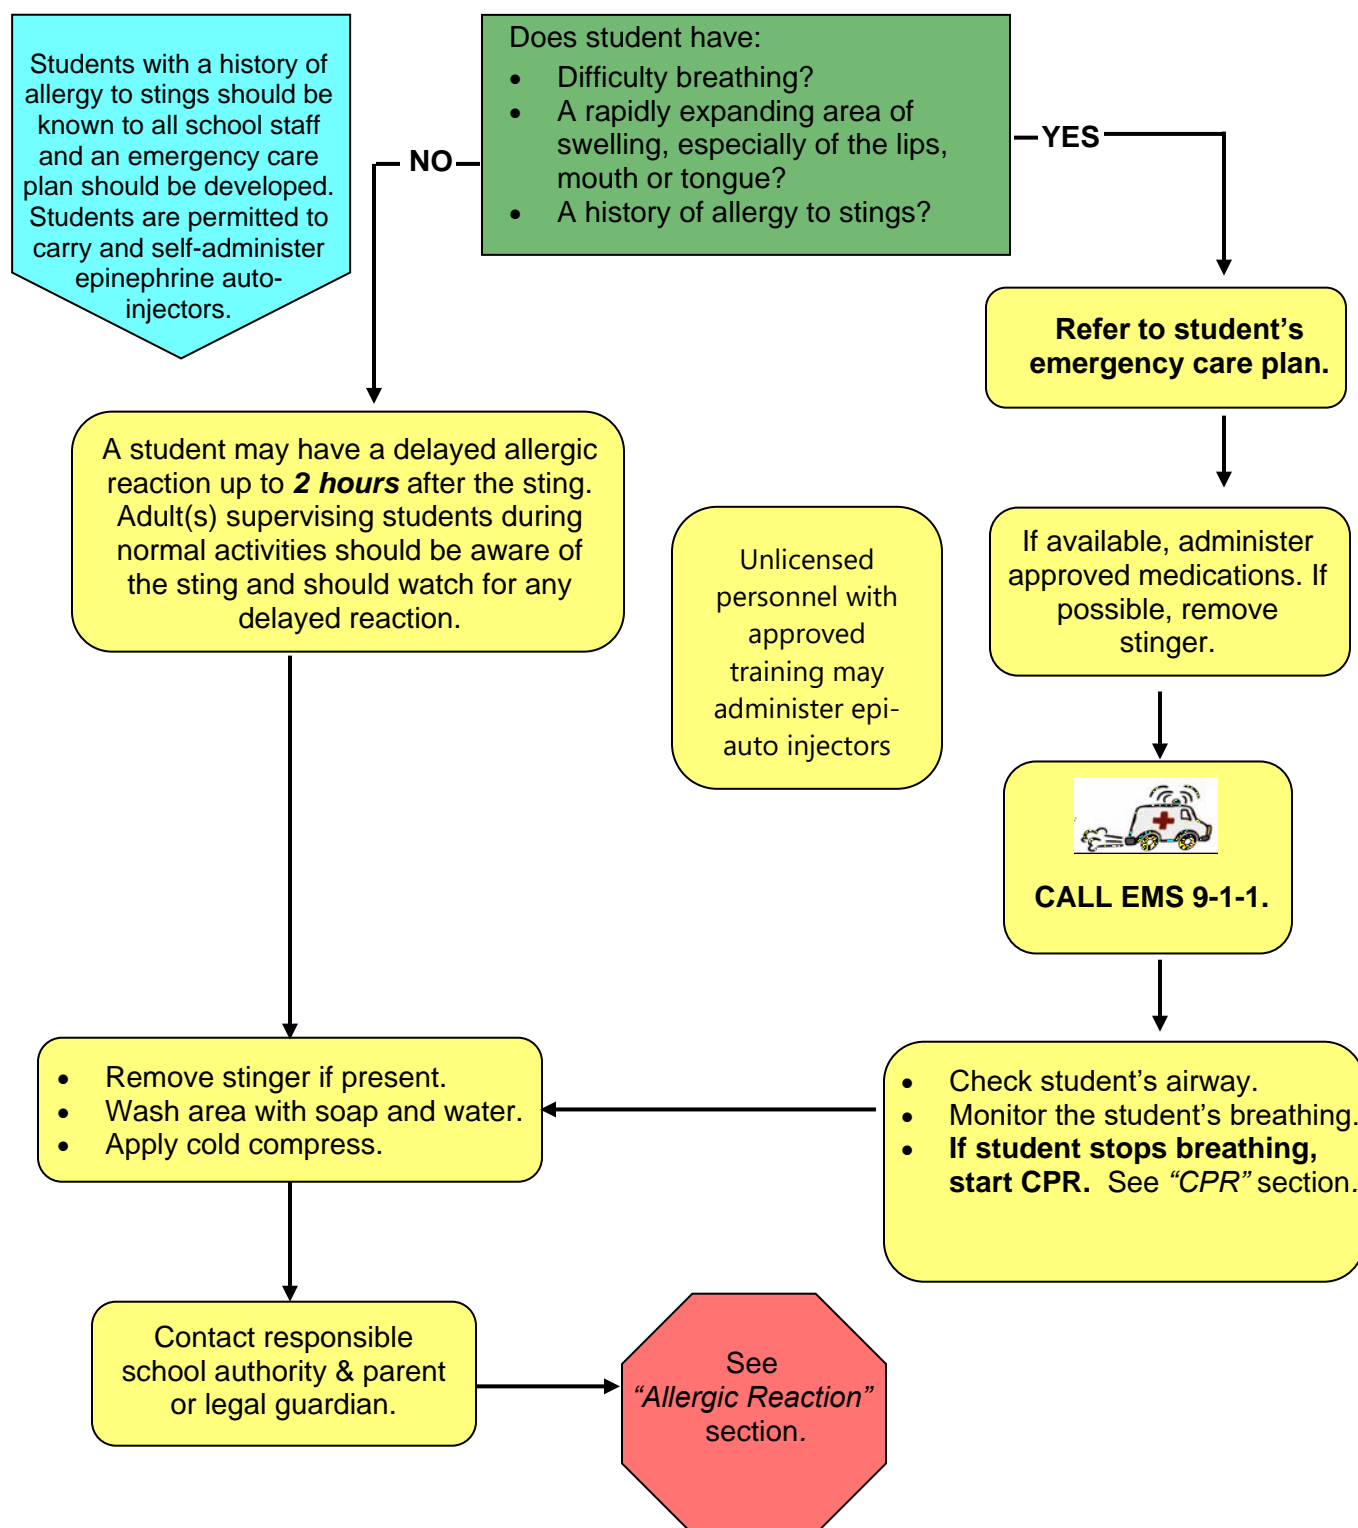 Students with a history of
allergy to stings should be
known to all school staff
and an emergency care
plan should be developed.
Students are permitted to
carry and self-administer
epinephrine auto-
injectors.
Does student have:
• Difficulty breathing?
• A rapidly expanding area of
swelling, especially of the lips,
mouth or tongue?
• A history of allergy to stings?
NO
YES
Refer to student’s
emergency care plan.
A student may have a delayed allergic
reaction up to 2 hours after the sting.
Adult(s) supervising students during
normal activities should be aware of
the sting and should watch for any
delayed reaction.
Unlicensed
personnel with
approved
training may
administer epi-
auto injectors
If available, administer
approved medications. If
possible, remove
stinger.
CALL EMS 9-1-1.
• Remove stinger if present.
• Wash area with soap and water.
• Apply cold compress.
• Check student’s airway.
• Monitor the student’s breathing.
• If student stops breathing,
start CPR. See “CPR” section.
Contact responsible
school authority & parent
or legal guardian.
See
“Allergic Reaction”
section.